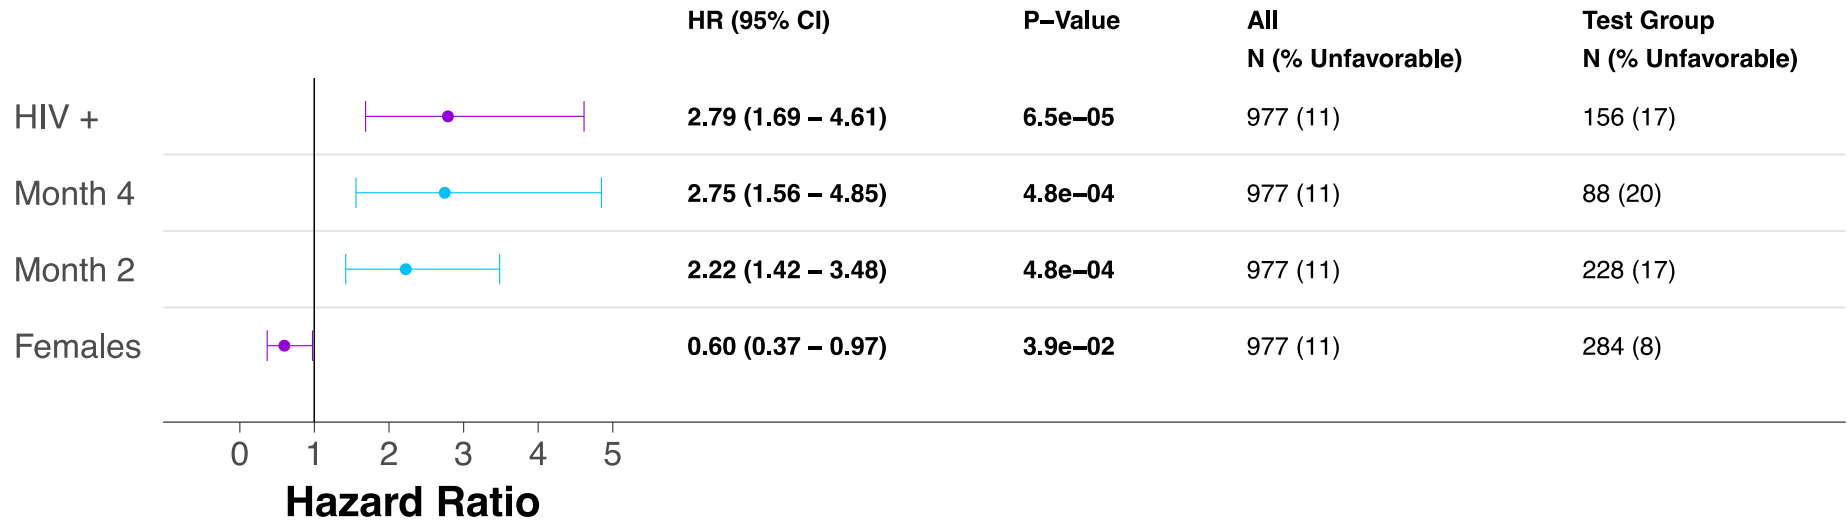 HR (95% CI) P–Value All Test Group
N (% Unfavorable) N (% Unfavorable)
HIV + 2.79 (1.69 – 4.61) 6.5e–05 977 (11) 156 (17)
Month 4 2.75 (1.56 – 4.85) 4.8e–04 977 (11) 88 (20)
Month 2 2.22 (1.42 – 3.48) 4.8e–04 977 (11) 228 (17)
Females 0.60 (0.37 – 0.97) 3.9e–02 977 (11) 284 (8)
0 1 2 3 4 5
Hazard Ratio